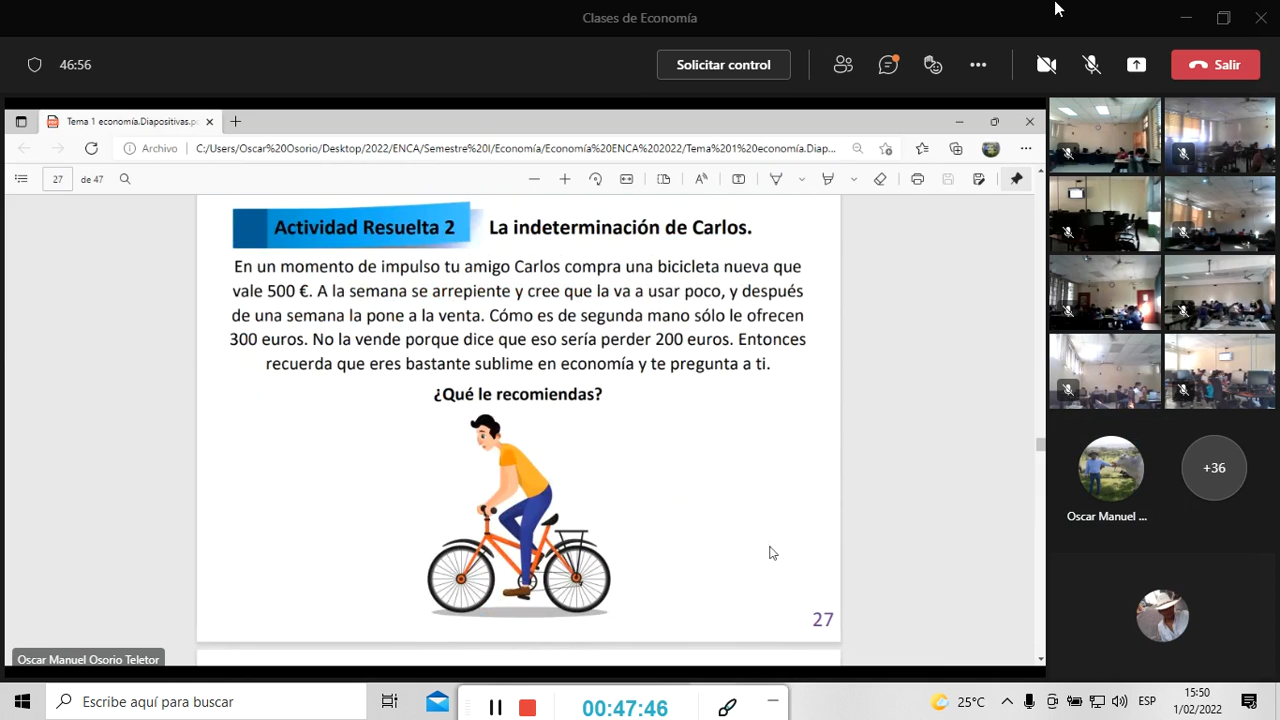 Clases de Economía
46:56
Solicitar control
Salir
Tema 1 economía.Diapositivas.pc
Archivo
C:/Users/Oscar%20Osorio/Desktop/2022/ENCA/Semestre%20I/Economía/Economía%20ENCA%202022/Tema%201%20economía.Diap...
27
de 47
Actividad Resuelta 2
La indeterminación de Carlos.
En un momento de impulso tu amigo Carlos compra una bicicleta nueva que
vale 500 €. A la semana se arrepiente y cree que la va a usar poco, y después
de una semana la pone a la venta. Cómo es de segunda mano sólo le ofrecen
300 euros. No la vende porque dice que eso sería perder 200 euros. Entonces
recuerda que eres bastante sublime en economía y te pregunta a ti.
¿Qué le recomiendas?
27
+36
Oscar Manuel ...
Oscar Manuel Osorio Teletor
Escribe aquí para buscar
00:47:46
25°C
ESP
15:50
1/02/2022